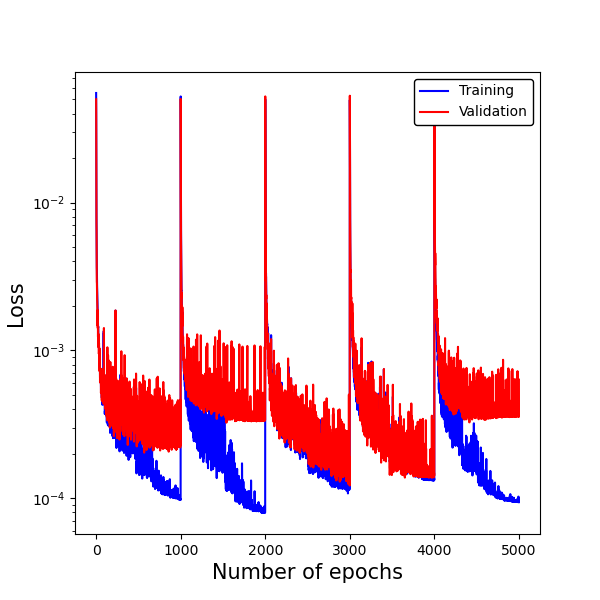 Training
Validation
Loss
10⁻²
10⁻³
10⁻⁴
0 1000 2000 3000 4000 5000
Number of epochs